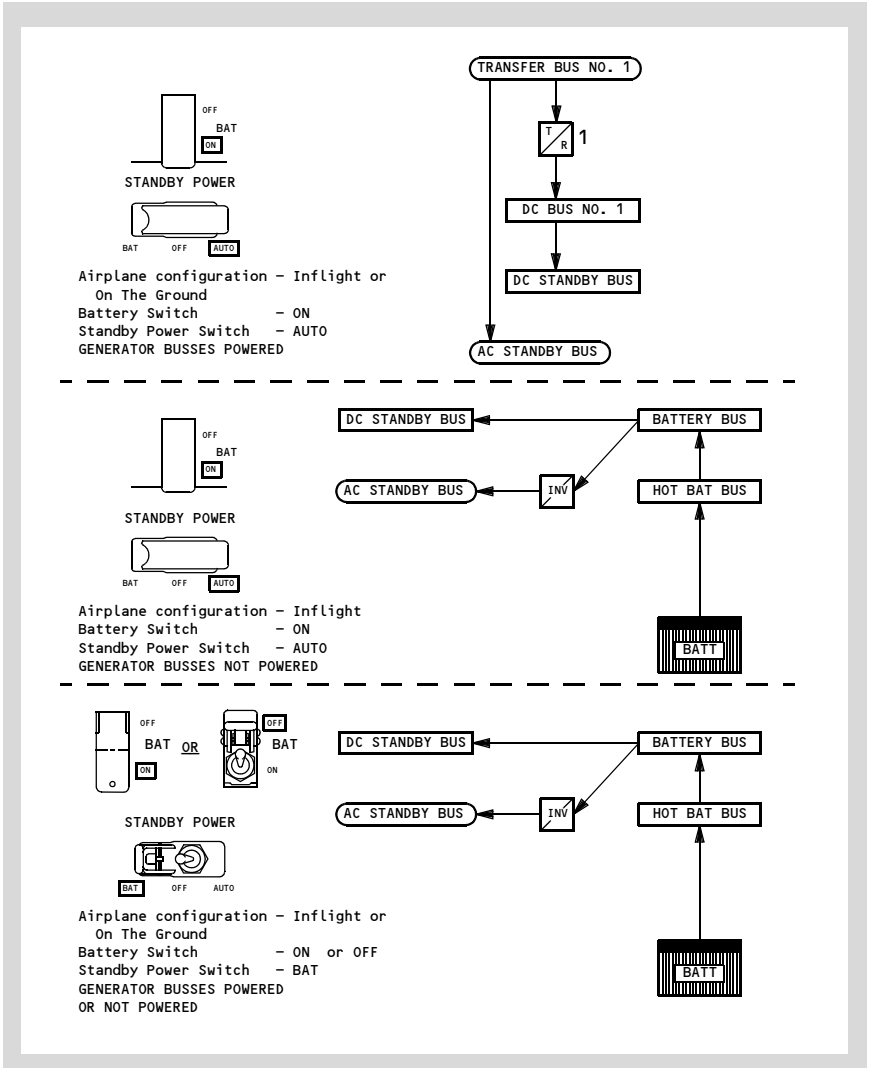 TRANSFER BUS NO. 1
OFF
BAT
ON
T
R
1
STANDBY POWER
DC BUS NO. 1
BAT OFF AUTO
DC STANDBY BUS
Airplane configuration – Inflight or
On The Ground
Battery Switch – ON
Standby Power Switch – AUTO
GENERATOR BUSSES POWERED
AC STANDBY BUS
DC STANDBY BUS BATTERY BUS
OFF
BAT
ON
AC STANDBY BUS INV HOT BAT BUS
STANDBY POWER
BAT OFF AUTO
Airplane configuration – Inflight
Battery Switch – ON
Standby Power Switch – AUTO
GENERATOR BUSSES NOT POWERED
BATT
OFF OFF
BAT OR BAT
ON ON
DC STANDBY BUS BATTERY BUS
AC STANDBY BUS INV HOT BAT BUS
STANDBY POWER
BAT OFF AUTO
Airplane configuration – Inflight or
On The Ground
Battery Switch – ON or OFF
Standby Power Switch – BAT
GENERATOR BUSSES POWERED
OR NOT POWERED
BATT